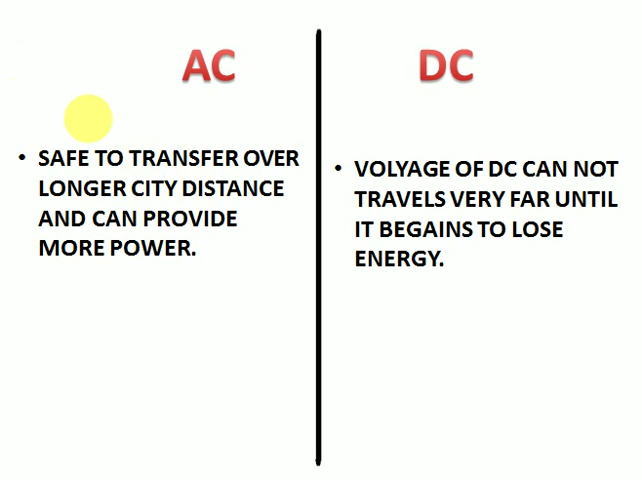 AC
• SAFE TO TRANSFER OVER
LONGER CITY DISTANCE
AND CAN PROVIDE
MORE POWER.
DC
• VOLYAGE OF DC CAN NOT
TRAVELS VERY FAR UNTIL
IT BEGAINS TO LOSE
ENERGY.